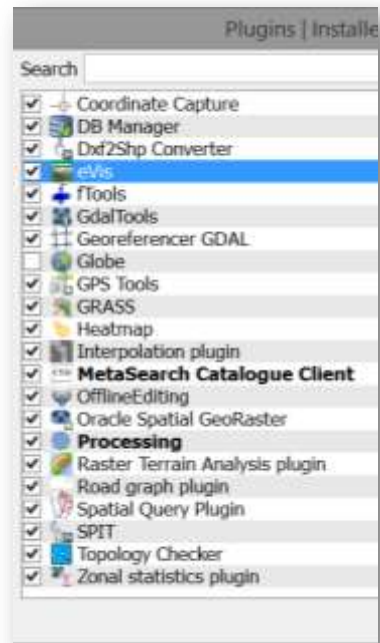 Plugins | Installe
Search
Coordinate Capture
DB Manager
Dxf2Shp Converter
eVis
fTools
GdalTools
Georeferencer GDAL
Globe
GPS Tools
GRASS
Heatmap
Interpolation plugin
MetaSearch Catalogue Client
OfflineEditing
Oracle Spatial GeoRaster
Processing
Raster Terrain Analysis plugin
Road graph plugin
Spatial Query Plugin
SPIT
Topology Checker
Zonal statistics plugin